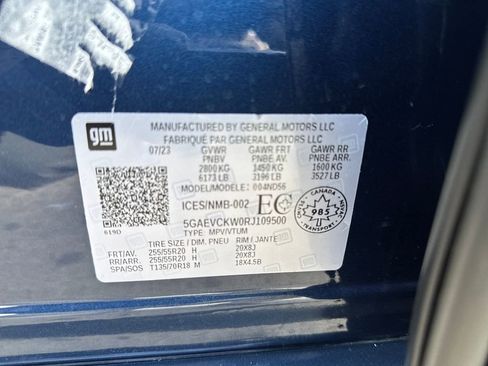 gm
MANUFACTURED BY GENERAL MOTORS LLC
FABRIQUÉ PAR GENERAL MOTORS LLC
07/23 GVWR GAWR FRT GAWR RR
PNBV PNBE AV. PNBE ARR.
2800 KG 1450 KG 1600 KG
6173 LB 3196 LB 3527 LB
MODEL/MODÈLE: 004ND56
ICES/NMB-002 EC
CANADA
985
5GAEVCKW0RJ109500
619D
TYPE: MPV/VTUM
TIRE SIZE / DIM. PNEU RIM / JANTE
FRT/AV. 255/55R20 H 20X8J
RR/ARR. 255/55R20 H 20X8J
SPA/SOS T135/70R18 M 18X4.5B